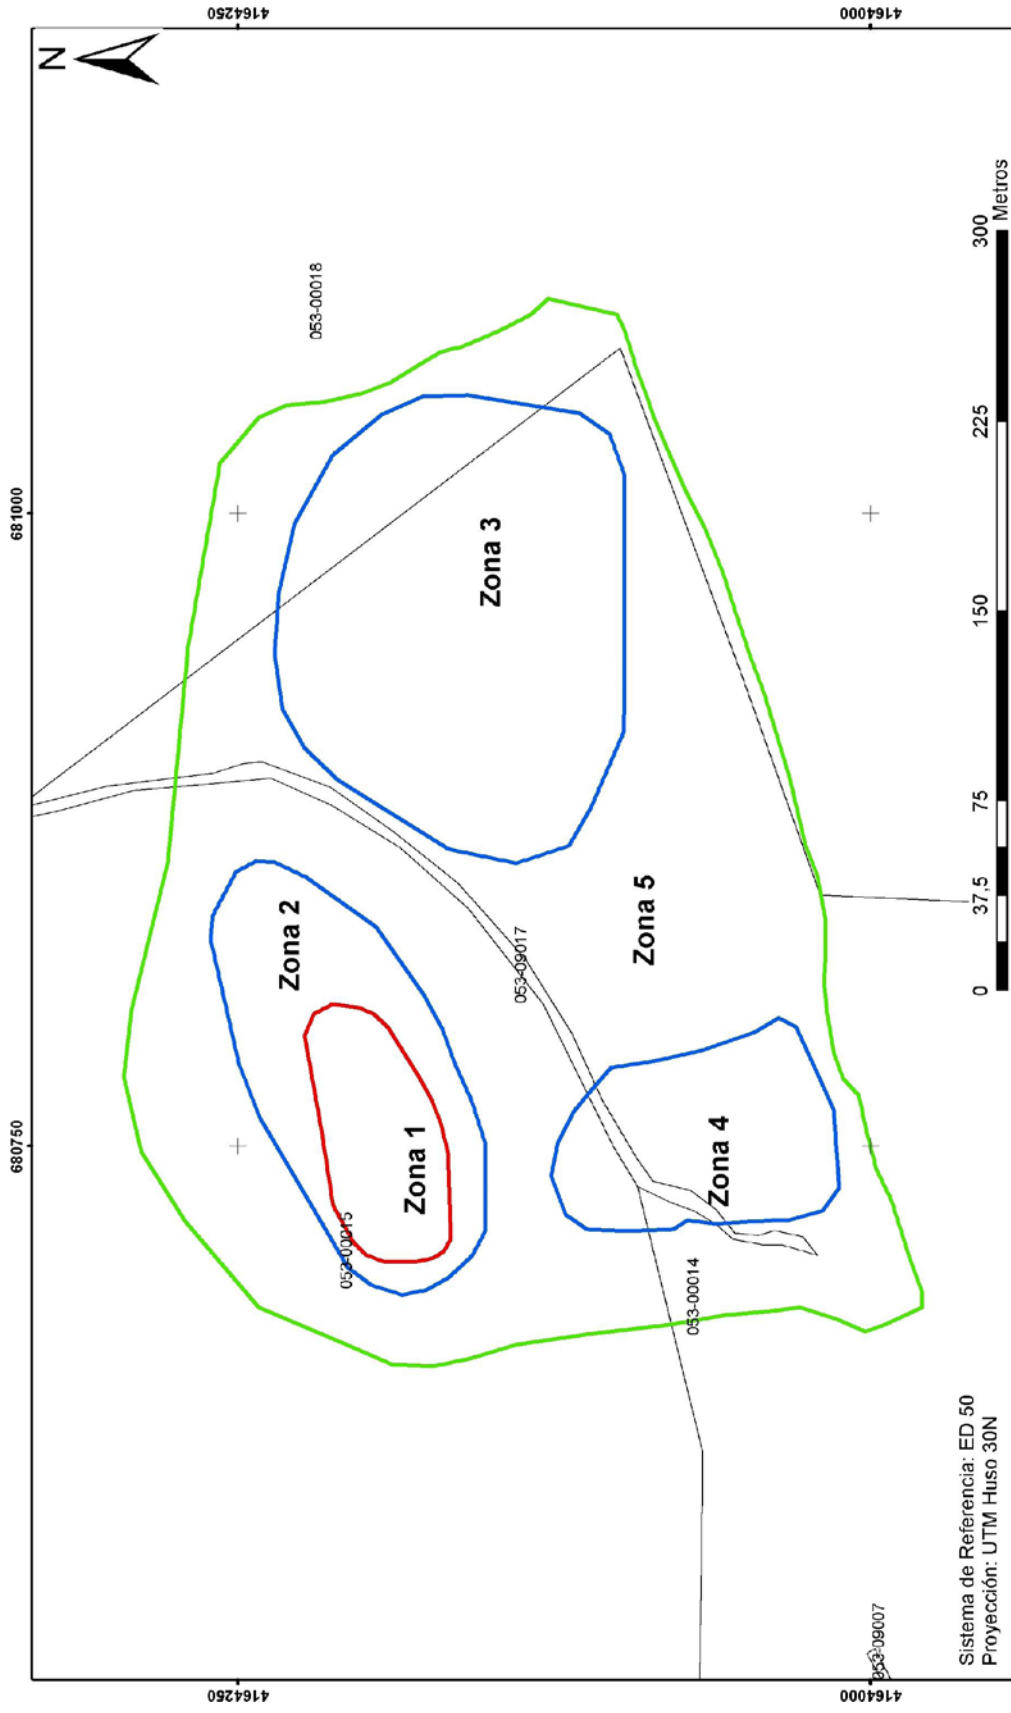 680750
681000
4164250
4164250
N
053-00018
Zona 2
Zona 3
053-00015
Zona 1
053-09017
Zona 5
053-00014
Zona 4
4164000
4164000
053-09007
Sistema de Referencia: ED 50
Proyección: UTM Huso 30N
0 37,5 75 150 225 300
Metros